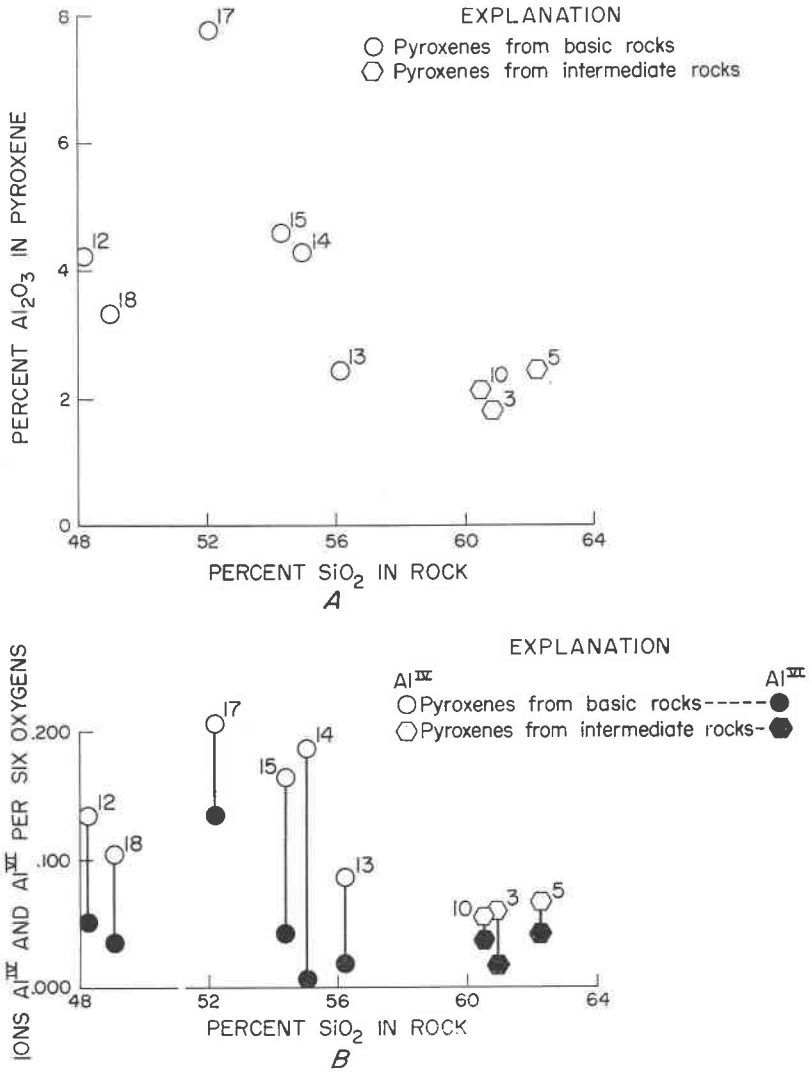 EXPLANATION
Pyroxenes from basic rocks
Pyroxenes from intermediate rocks
PERCENT Al2O3 IN PYROXENE
8
6
4
2
0
17
15
14
12
18
13
10
5
3
48 52 56 60 64
PERCENT SiO2 IN ROCK
A
EXPLANATION
AlIV AlVI
Pyroxenes from basic rocks
Pyroxenes from intermediate rocks
IONS AlIV AND AlVI PER SIX OXYGENS
.200
.100
.000
17
14
15
12
18
13
10
3
5
48 52 56 60 64
PERCENT SiO2 IN ROCK
B